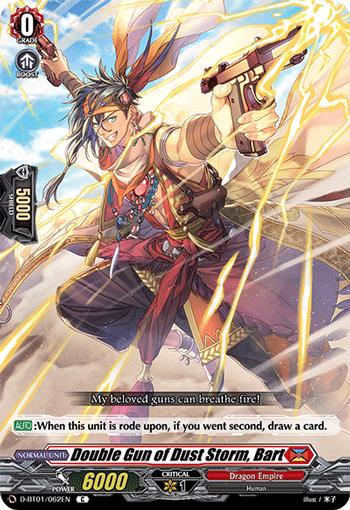 0
GRADE
BOOST
5000
SHIELD
My beloved guns can breathe fire!
AUTO:When this unit is rode upon, if you went second, draw a card.
NORMAL UNIT Double Gun of Dust Storm, Bart
POWER 6000 CRITICAL 1 Dragon Empire
Human
D-BT01/062EN C illust / 米子